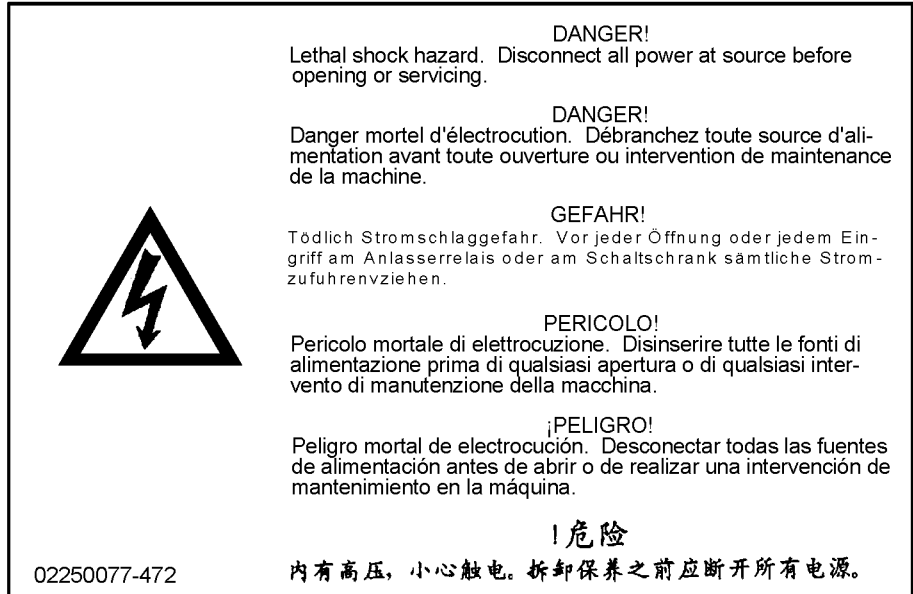 DANGER!
Lethal shock hazard. Disconnect all power at source before
opening or servicing.
DANGER!
Danger mortel d'électrocution. Débranchez toute source d'ali-
mentation avant toute ouverture ou intervention de maintenance
de la machine.
GEFAHR!
Tödlich Stromschlaggefahr. Vor jeder Öffnung oder jedem Ein-
griff am Anlasserrelais oder am Schaltschrank sämtliche Strom-
zufuhrenvziehen.
PERICOLO!
Pericolo mortale di elettrocuzione. Disinserire tutte le fonti di
alimentazione prima di qualsiasi apertura o di qualsiasi inter-
vento di manutenzione della macchina.
¡PELIGRO!
Peligro mortal de electrocución. Desconectar todas las fuentes
de alimentación antes de abrir o de realizar una intervención de
mantenimiento en la máquina.
!危险
内有高压，小心触电。拆卸保养之前应断开所有电源。
02250077-472